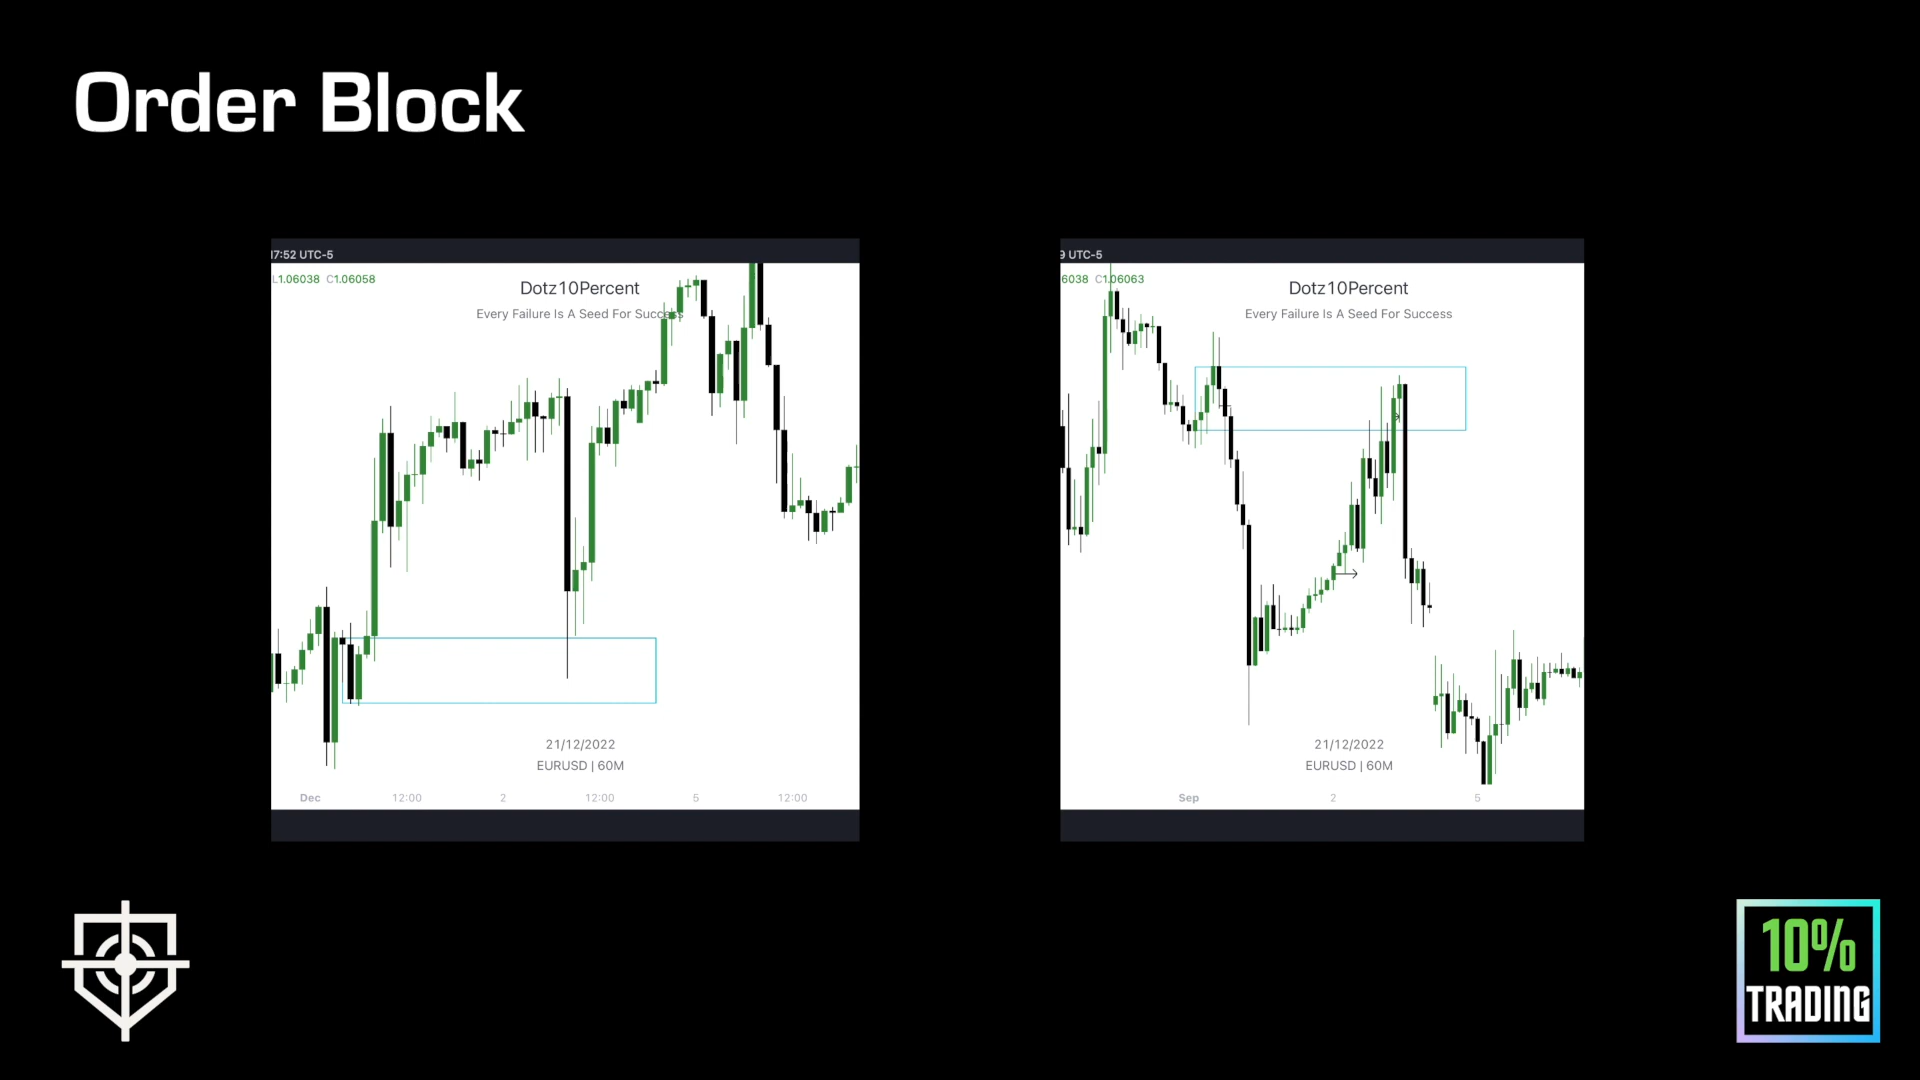 Order Block
17:52 UTC-5
L1.06038 C1.06058
Dotz10Percent
Every Failure Is A Seed For Success
21/12/2022
EURUSD | 60M
Dec 12:00 2 12:00 5 12:00
9 UTC-5
6038 C1.06063
Dotz10Percent
Every Failure Is A Seed For Success
21/12/2022
EURUSD | 60M
Sep 2 5
10%
TRADING